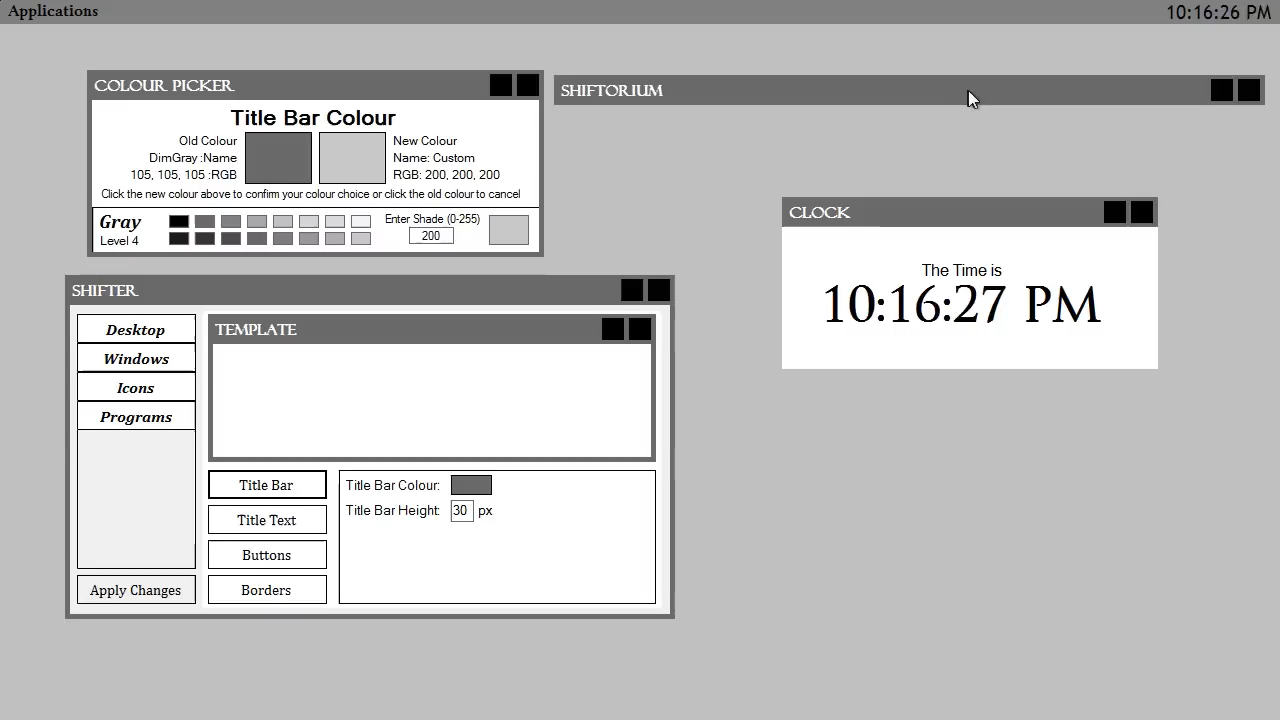 Applications
10:16:26 PM
COLOUR PICKER
Title Bar Colour
Old Colour
DimGray :Name
105, 105, 105 :RGB
New Colour
Name: Custom
RGB: 200, 200, 200
Click the new colour above to confim your colour choice or click the old colour to cancel
Gray
Level 4
Enter Shade (0-255)
200
SHIFTORIUM
CLOCK
The Time is
10:16:27 PM
SHIFTER
Desktop
Windows
Icons
Programs
Apply Changes
TEMPLATE
Title Bar
Title Text
Buttons
Borders
Title Bar Colour:
Title Bar Height: 30 px